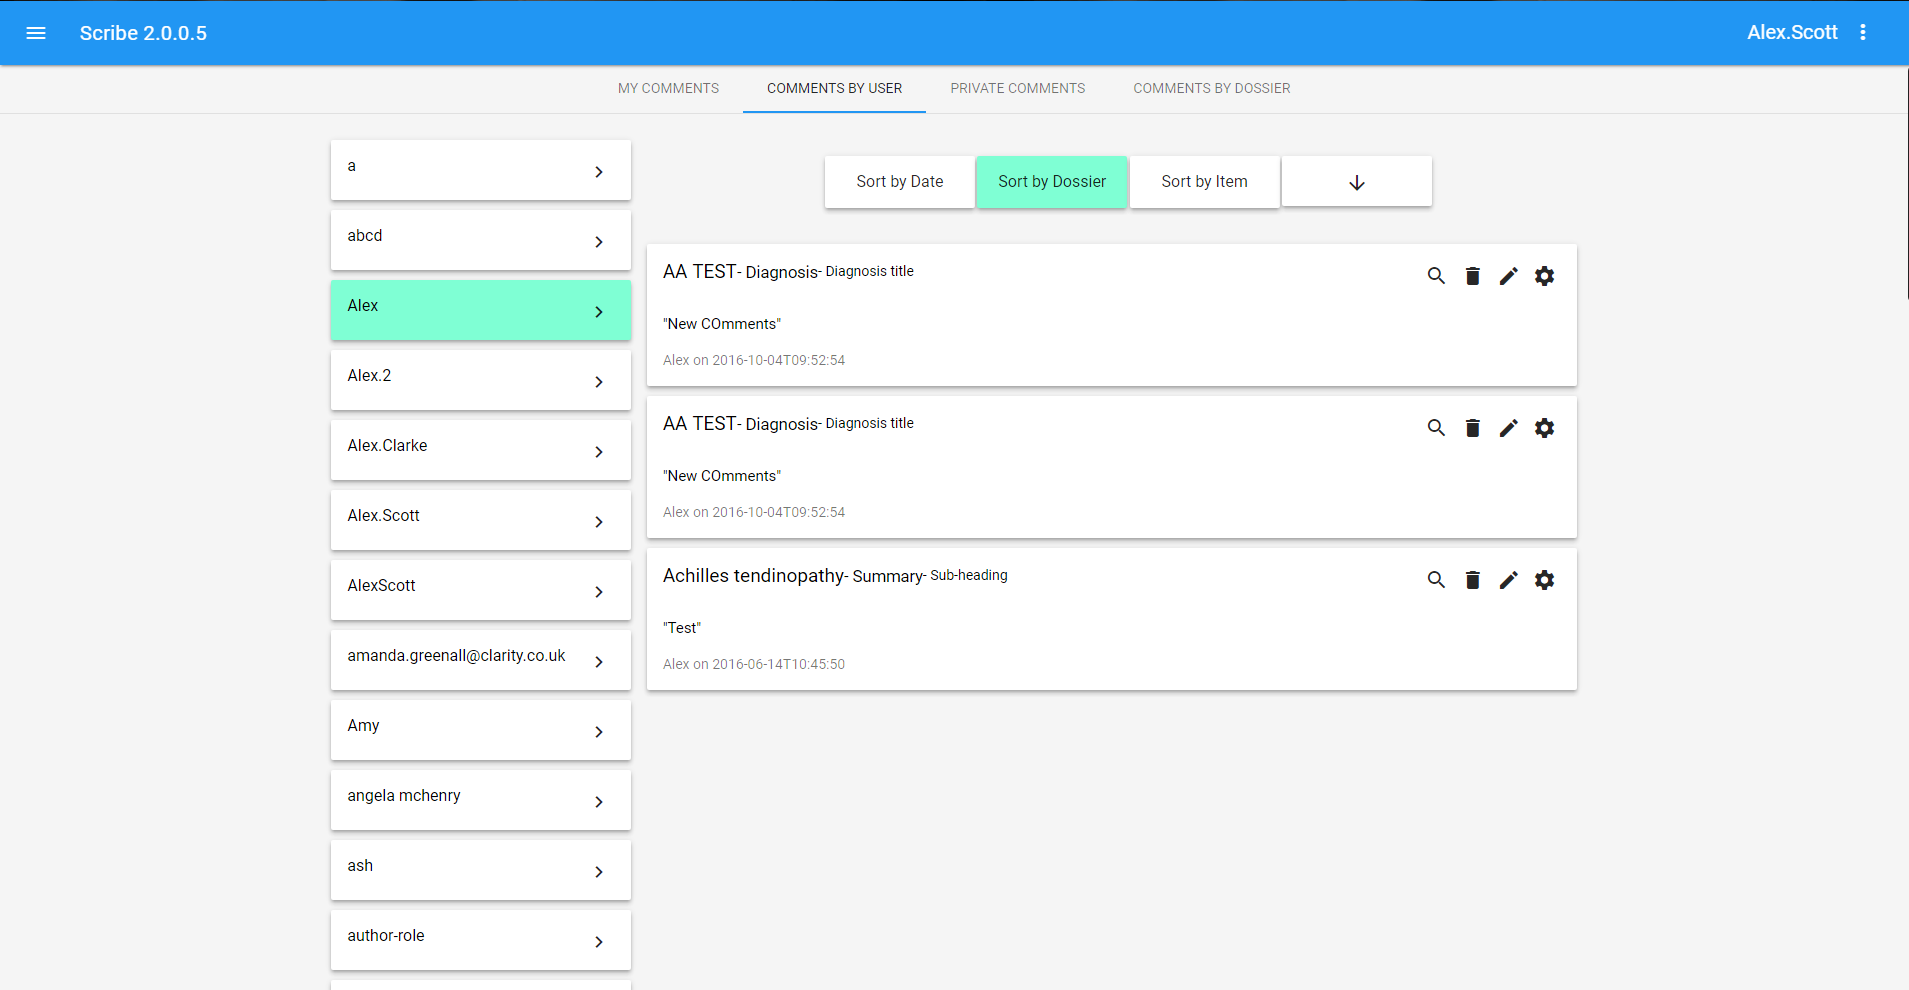 Scribe 2.0.0.5
Alex.Scott
MY COMMENTS
COMMENTS BY USER
PRIVATE COMMENTS
COMMENTS BY DOSSIER
a
abcd
Alex
Alex.2
Alex.Clarke
Alex.Scott
AlexScott
amanda.greenall@clarity.co.uk
Amy
angela mchenry
ash
author-role
Sort by Date
Sort by Dossier
Sort by Item
AA TEST- Diagnosis- Diagnosis title
"New COmments"
Alex on 2016-10-04T09:52:54
AA TEST- Diagnosis- Diagnosis title
"New COmments"
Alex on 2016-10-04T09:52:54
Achilles tendinopathy- Summary- Sub-heading
"Test"
Alex on 2016-06-14T10:45:50